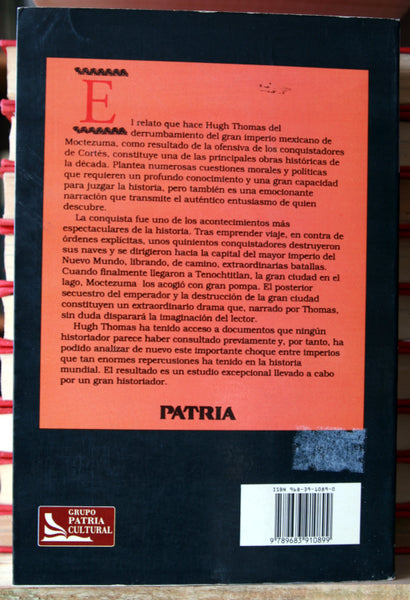 El relato que hace Hugh Thomas del
derrumbamiento del gran imperio mexicano de
Moctezuma, como resultado de la ofensiva de los conquistadores
de Cortés, constituye una de las principales obras históricas de
la década. Plantea numerosas cuestiones morales y políticas
que requieren un profundo conocimiento y una gran capacidad
para juzgar la historia, pero también es una emocionante
narración que transmite el auténtico entusiasmo de quien
descubre.
La conquista fue uno de los acontecimientos más
espectaculares de la historia. Tras emprender viaje, en contra de
órdenes explícitas, unos quinientos conquistadores destruyeron
sus naves y se dirigieron hacia la capital del mayor imperio del
Nuevo Mundo, librando, de camino, extraordinarias batallas.
Cuando finalmente llegaron a Tenochtitlan, la gran ciudad en el
lago, Moctezuma los acogió con gran pompa. El posterior
secuestro del emperador y la destrucción de la gran ciudad
constituyen un extraordinario drama que, narrado por Thomas,
sin duda disparará la imaginación del lector.
Hugh Thomas ha tenido acceso a documentos que ningún
historiador parece haber consultado previamente y, por tanto, ha
podido analizar de nuevo este importante choque entre imperios
que tan enormes repercusiones ha tenido en la historia
mundial. El resultado es un estudio excepcional llevado a cabo
por un gran historiador.
PATRIA
ISBN 968-39-1089-0
9 789683 910899
GRUPO
PATRIA
CULTURAL